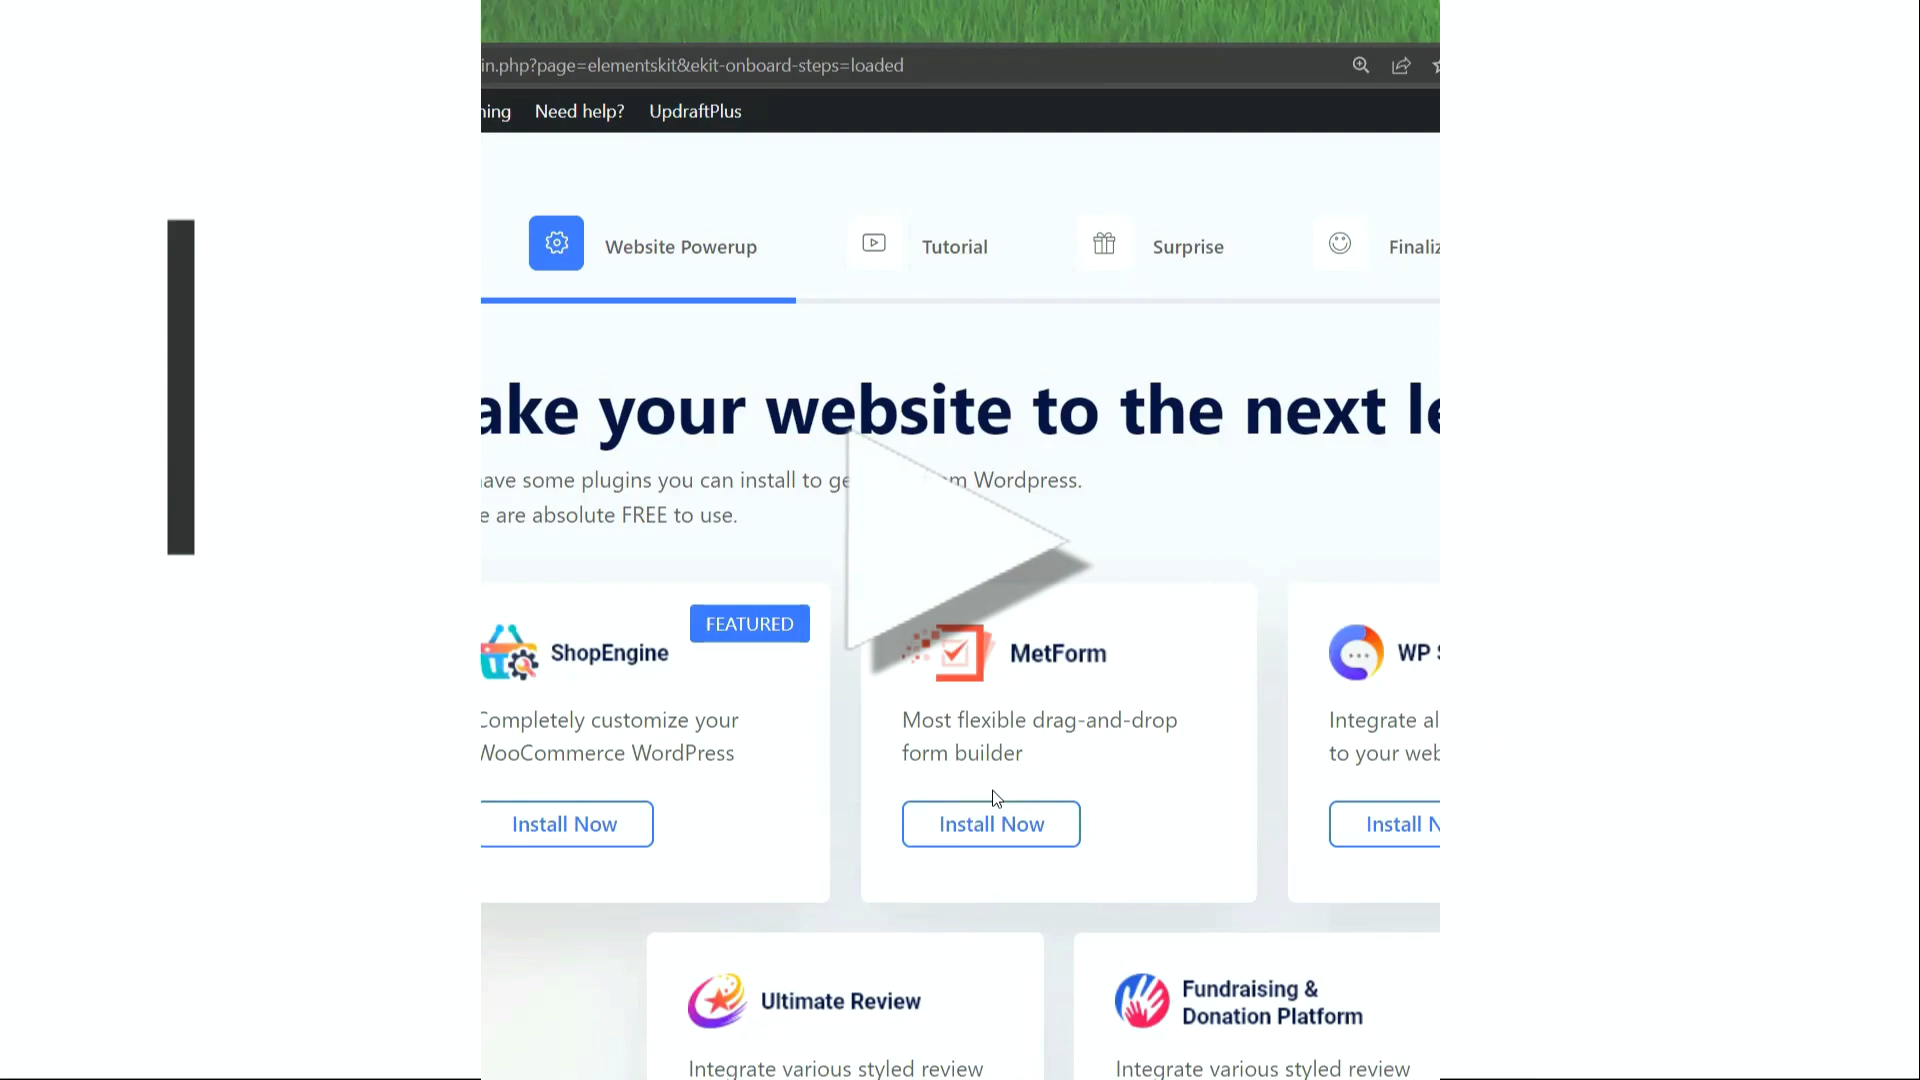 in.php?page=elementskit&ekit-onboard-steps=loaded
Need help? UpdraftPlus
Website Powerup
Tutorial
Surprise
ake your website to the next le
ave some plugins you can install to ge m Wordpress.
e are absolute FREE to use.
ShopEngine
FEATURED
Completely customize your
WooCommerce WordPress
Install Now
MetForm
Most flexible drag-and-drop
form builder
Install Now
WP
Integrate al
to your web
Install N
Ultimate Review
Integrate various styled review
Fundraising &
Donation Platform
Integrate various styled review